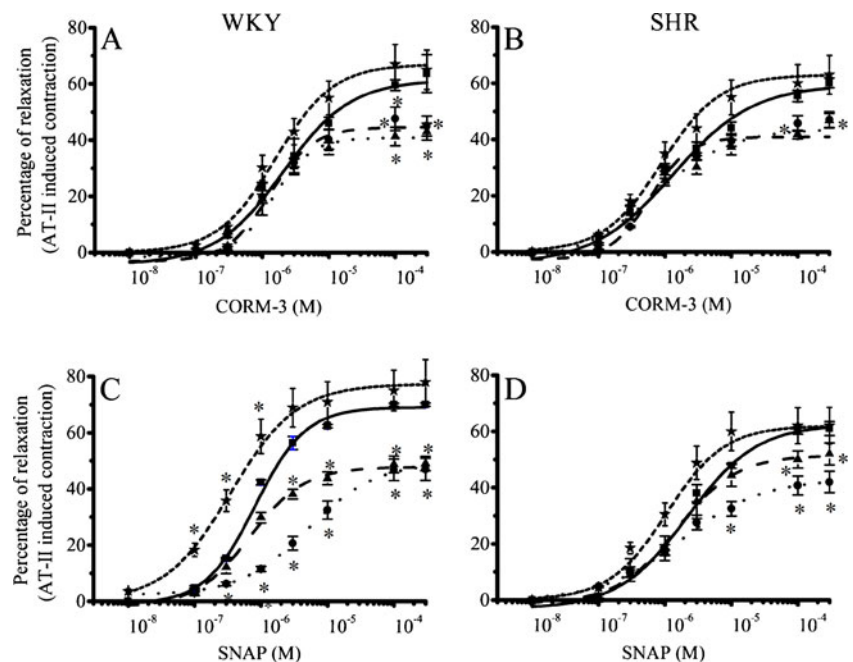 WKY
SHR
A
B
Percentage of relaxation
(AT-II induced contraction)
80
60
40
20
0
10⁻⁸ 10⁻⁷ 10⁻⁶ 10⁻⁵ 10⁻⁴
CORM-3 (M)
* * * * *
80
60
40
20
0
10⁻⁸ 10⁻⁷ 10⁻⁶ 10⁻⁵ 10⁻⁴
CORM-3 (M)
* *
C
D
Percentage of relaxation
(AT-II induced contraction)
80
60
40
20
0
10⁻⁸ 10⁻⁷ 10⁻⁶ 10⁻⁵ 10⁻⁴
SNAP (M)
* * * * * * * * * * * *
80
60
40
20
0
10⁻⁸ 10⁻⁷ 10⁻⁶ 10⁻⁵ 10⁻⁴
SNAP (M)
* * * * *